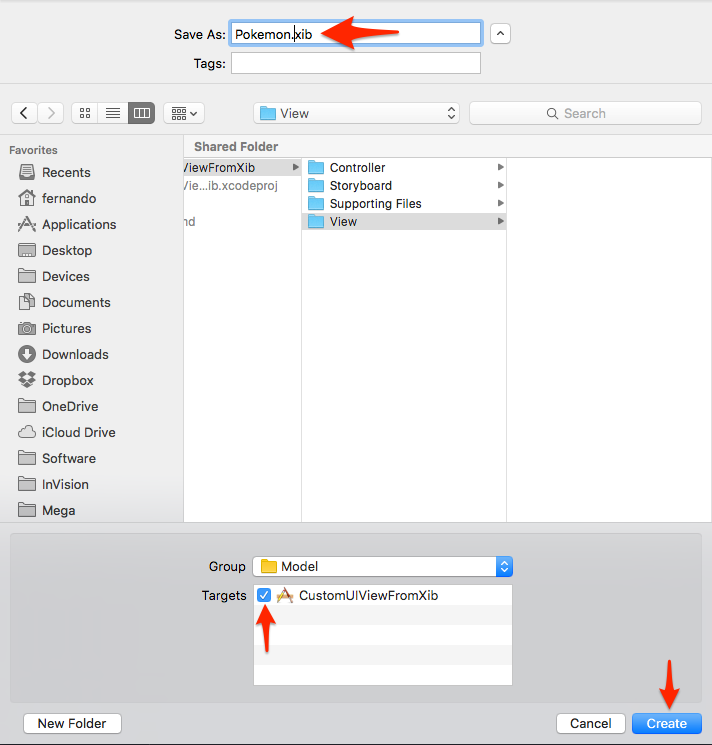 Save As: Pokemon.xib
Tags:
View
Search
Favorites
Shared Folder
Recents
fernando
Applications
Desktop
Devices
Documents
Pictures
Downloads
Dropbox
OneDrive
iCloud Drive
Software
InVision
Mega
ViewFromXib
Vie...ib.xcodeproj
nd
Controller
Storyboard
Supporting Files
View
Group Model
Targets CustomUIViewFromXib
New Folder Cancel Create